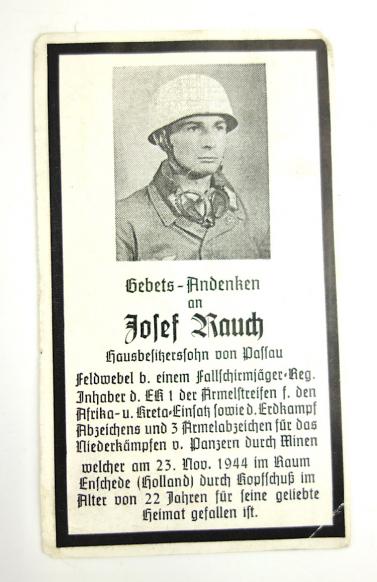 Gebets-Andenken
an
Josef Rauch
Hausbesitzerssohn von Passau
Feldwebel b. einem Fallschirmjäger-Reg.
Inhaber d. EK 1 der Armelstreifen f. den
Afrika- u. Kreta-Einsatz sowie d. Erdkampf
Abzeichens und 3 Armelabzeichen für das
Niederkämpfen v. Panzern durch Minen
welcher am 23. Nov. 1944 im Raum
Enschede (Holland) durch Kopfschuß im
Alter von 22 Jahren für seine geliebte
Heimat gefallen ist.